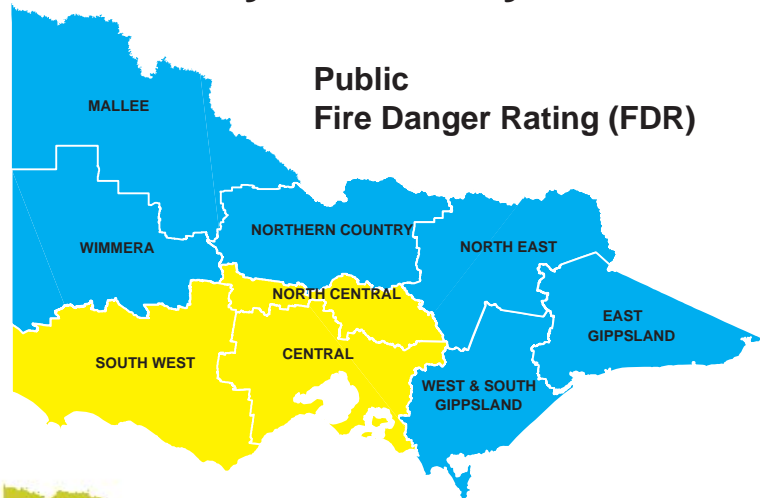 Public
Fire Danger Rating (FDR)
MALLEE
NORTHERN COUNTRY
WIMMERA
NORTH EAST
NORTH CENTRAL
EAST
GIPPSLAND
SOUTH WEST
CENTRAL
WEST & SOUTH
GIPPSLAND